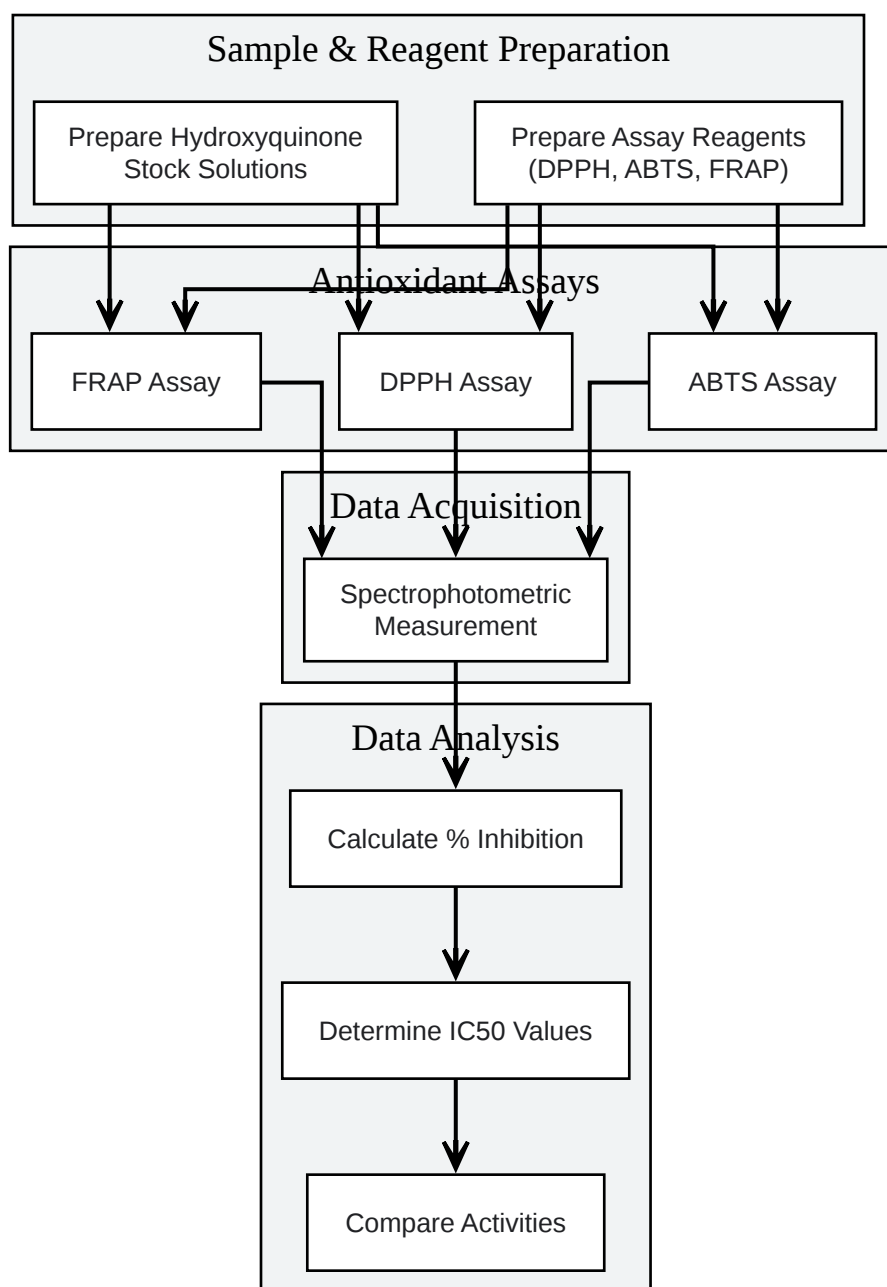 Sample & Reagent Preparation
Prepare Hydroxyquinone
Stock Solutions
Prepare Assay Reagents
(DPPH, ABTS, FRAP)
Antioxidant Assays
FRAP Assay
DPPH Assay
ABTS Assay
Data Acquisition
Spectrophotometric
Measurement
Data Analysis
Calculate % Inhibition
Determine IC50 Values
Compare Activities